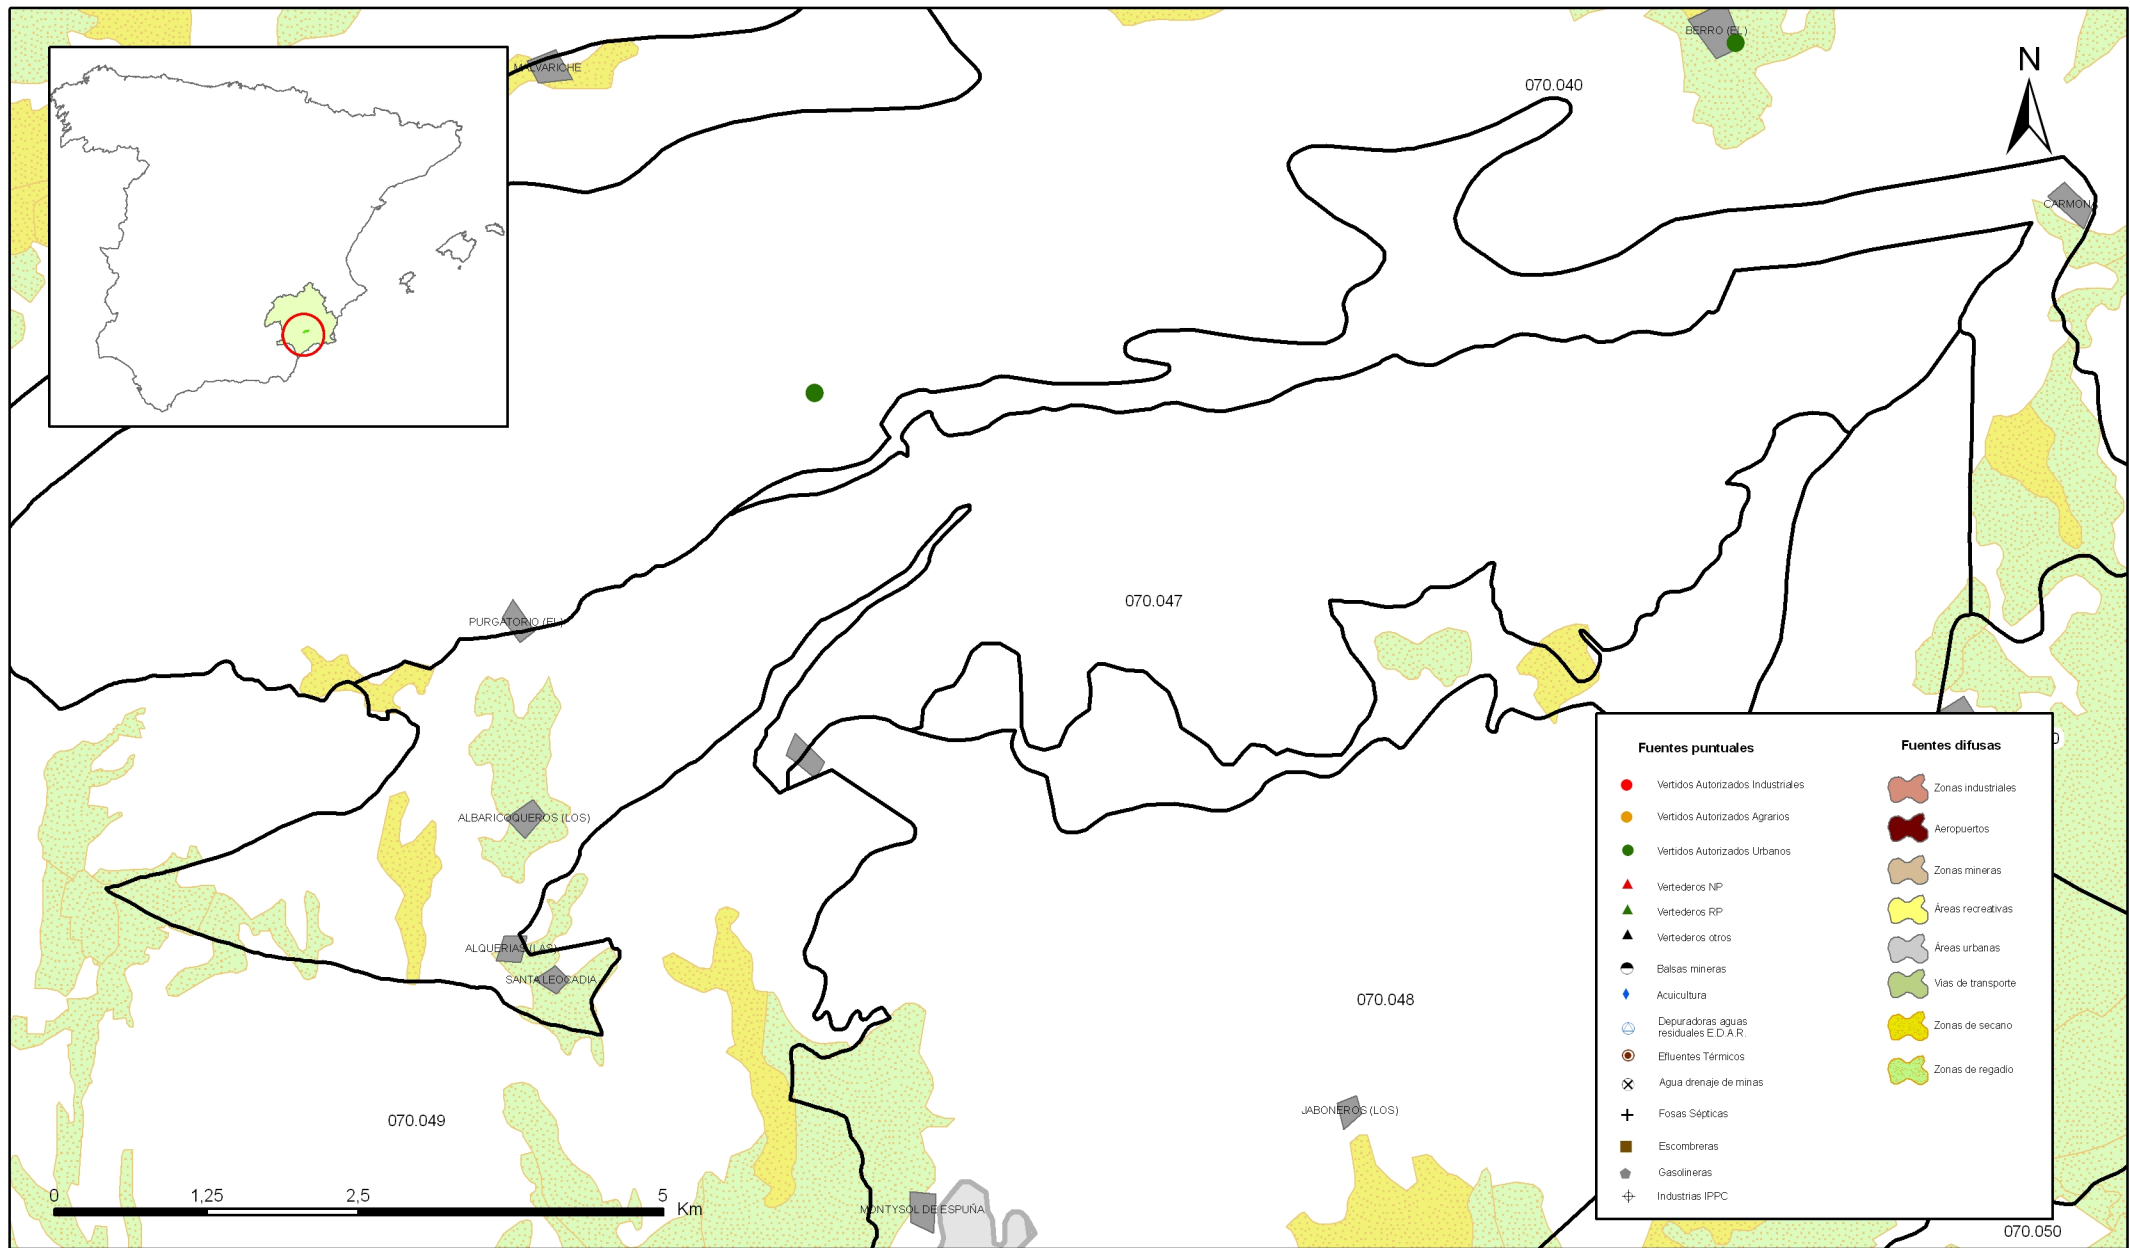 BERRO (EL)
MALVARICHE
N
070.040
CARMONA
070.047
PURGATORIO (EL)
ALBARICOQUEROS (LOS)
ALQUERIAS (LAS)
SANTA LEOCADIA
070.048
070.049
JABONEROS (LOS)
MONTYSOL DE ESPUÑA
070.050
0
0 1,25 2,5 5
Km
Fuentes puntuales
Vertidos Autorizados Industriales
Vertidos Autorizados Agrarios
Vertidos Autorizados Urbanos
Vertederos NP
Vertederos RP
Vertederos otros
Balsas mineras
Acuicultura
Depuradoras aguas
residuales E.D.A.R.
Efluentes Térmicos
Agua drenaje de minas
Fosas Sépticas
Escombreras
Gasolineras
Industrias IPPC
Fuentes difusas
Zonas industriales
Aeropuertos
Zonas mineras
Áreas recreativas
Áreas urbanas
Vias de transporte
Zonas de secano
Zonas de regadío